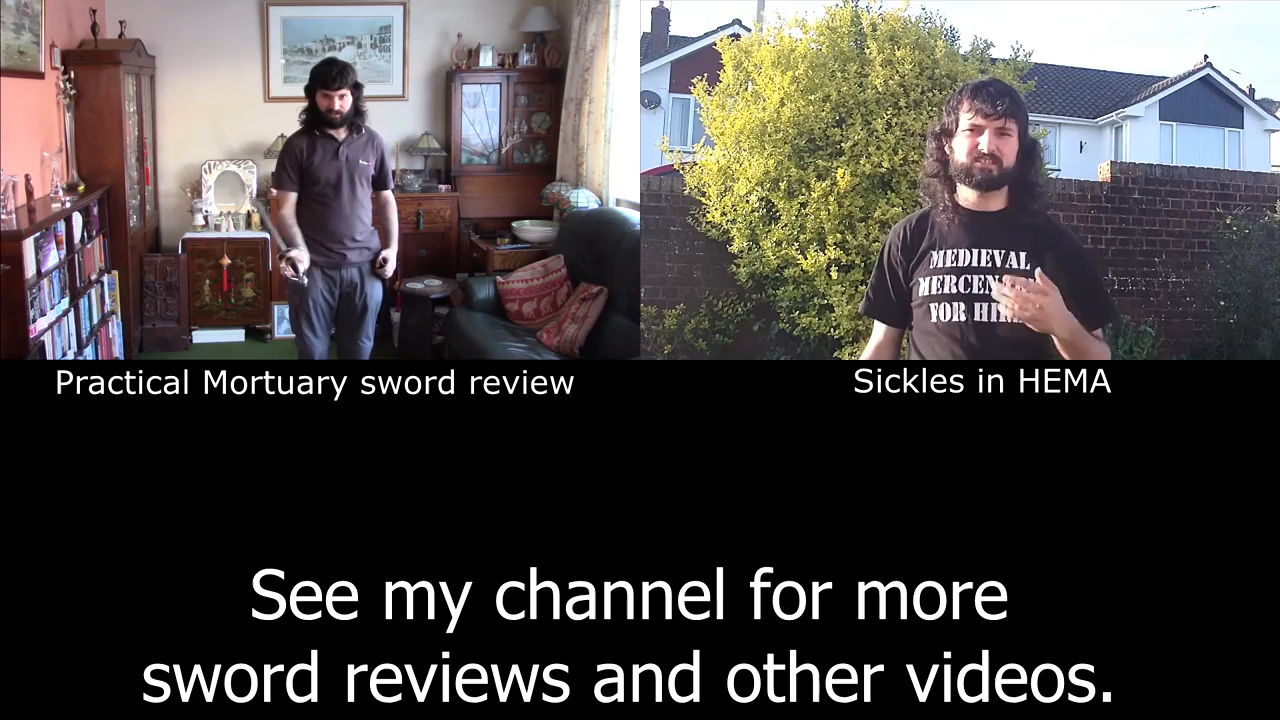 Practical Mortuary sword review
Sickles in HEMA
MEDIEVAL
FOR
See my channel for more
sword reviews and other videos.